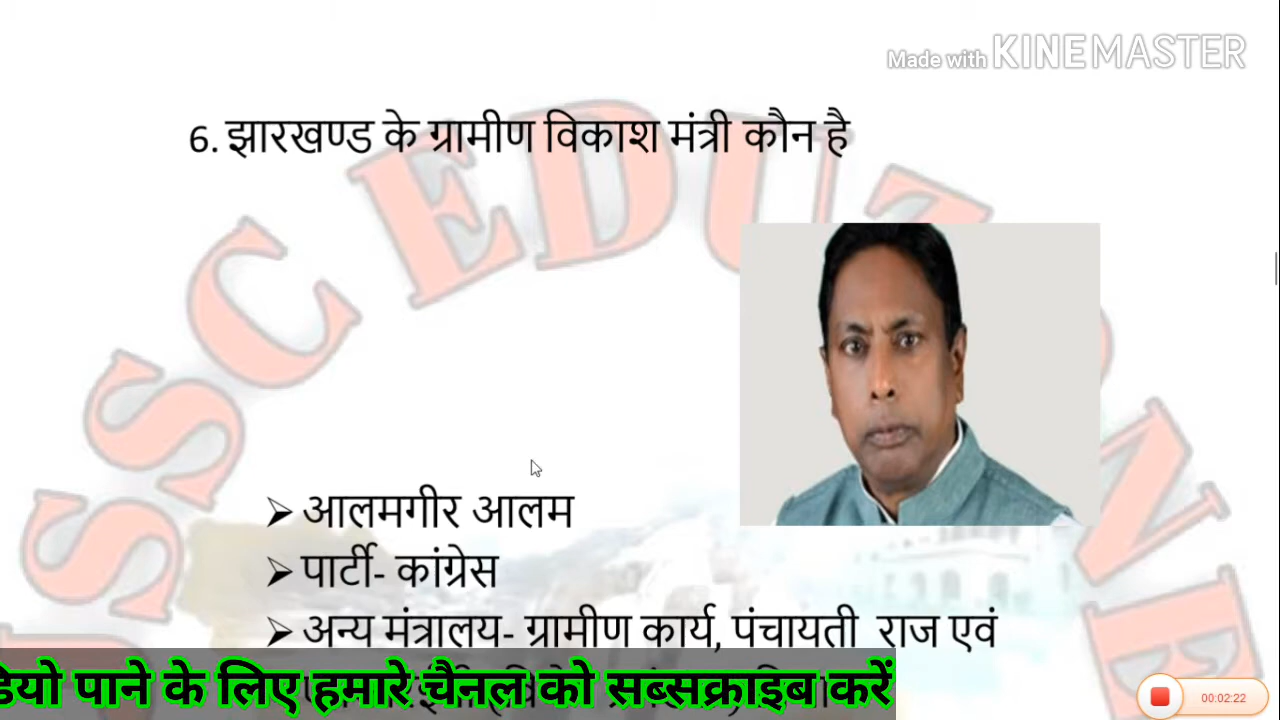 Made with KINEMASTER
6. झारखण्ड के ग्रामीण विकाश मंत्री कौन है
SSC EDUZONE
➢ आलमगीर आलम
➢ पार्टी- कांग्रेस
➢ अन्य मंत्रालय- ग्रामीण कार्य, पंचायती राज एवं
पाने के लिए हमारे चैनल को सब्सक्राइब करें
00:02:22